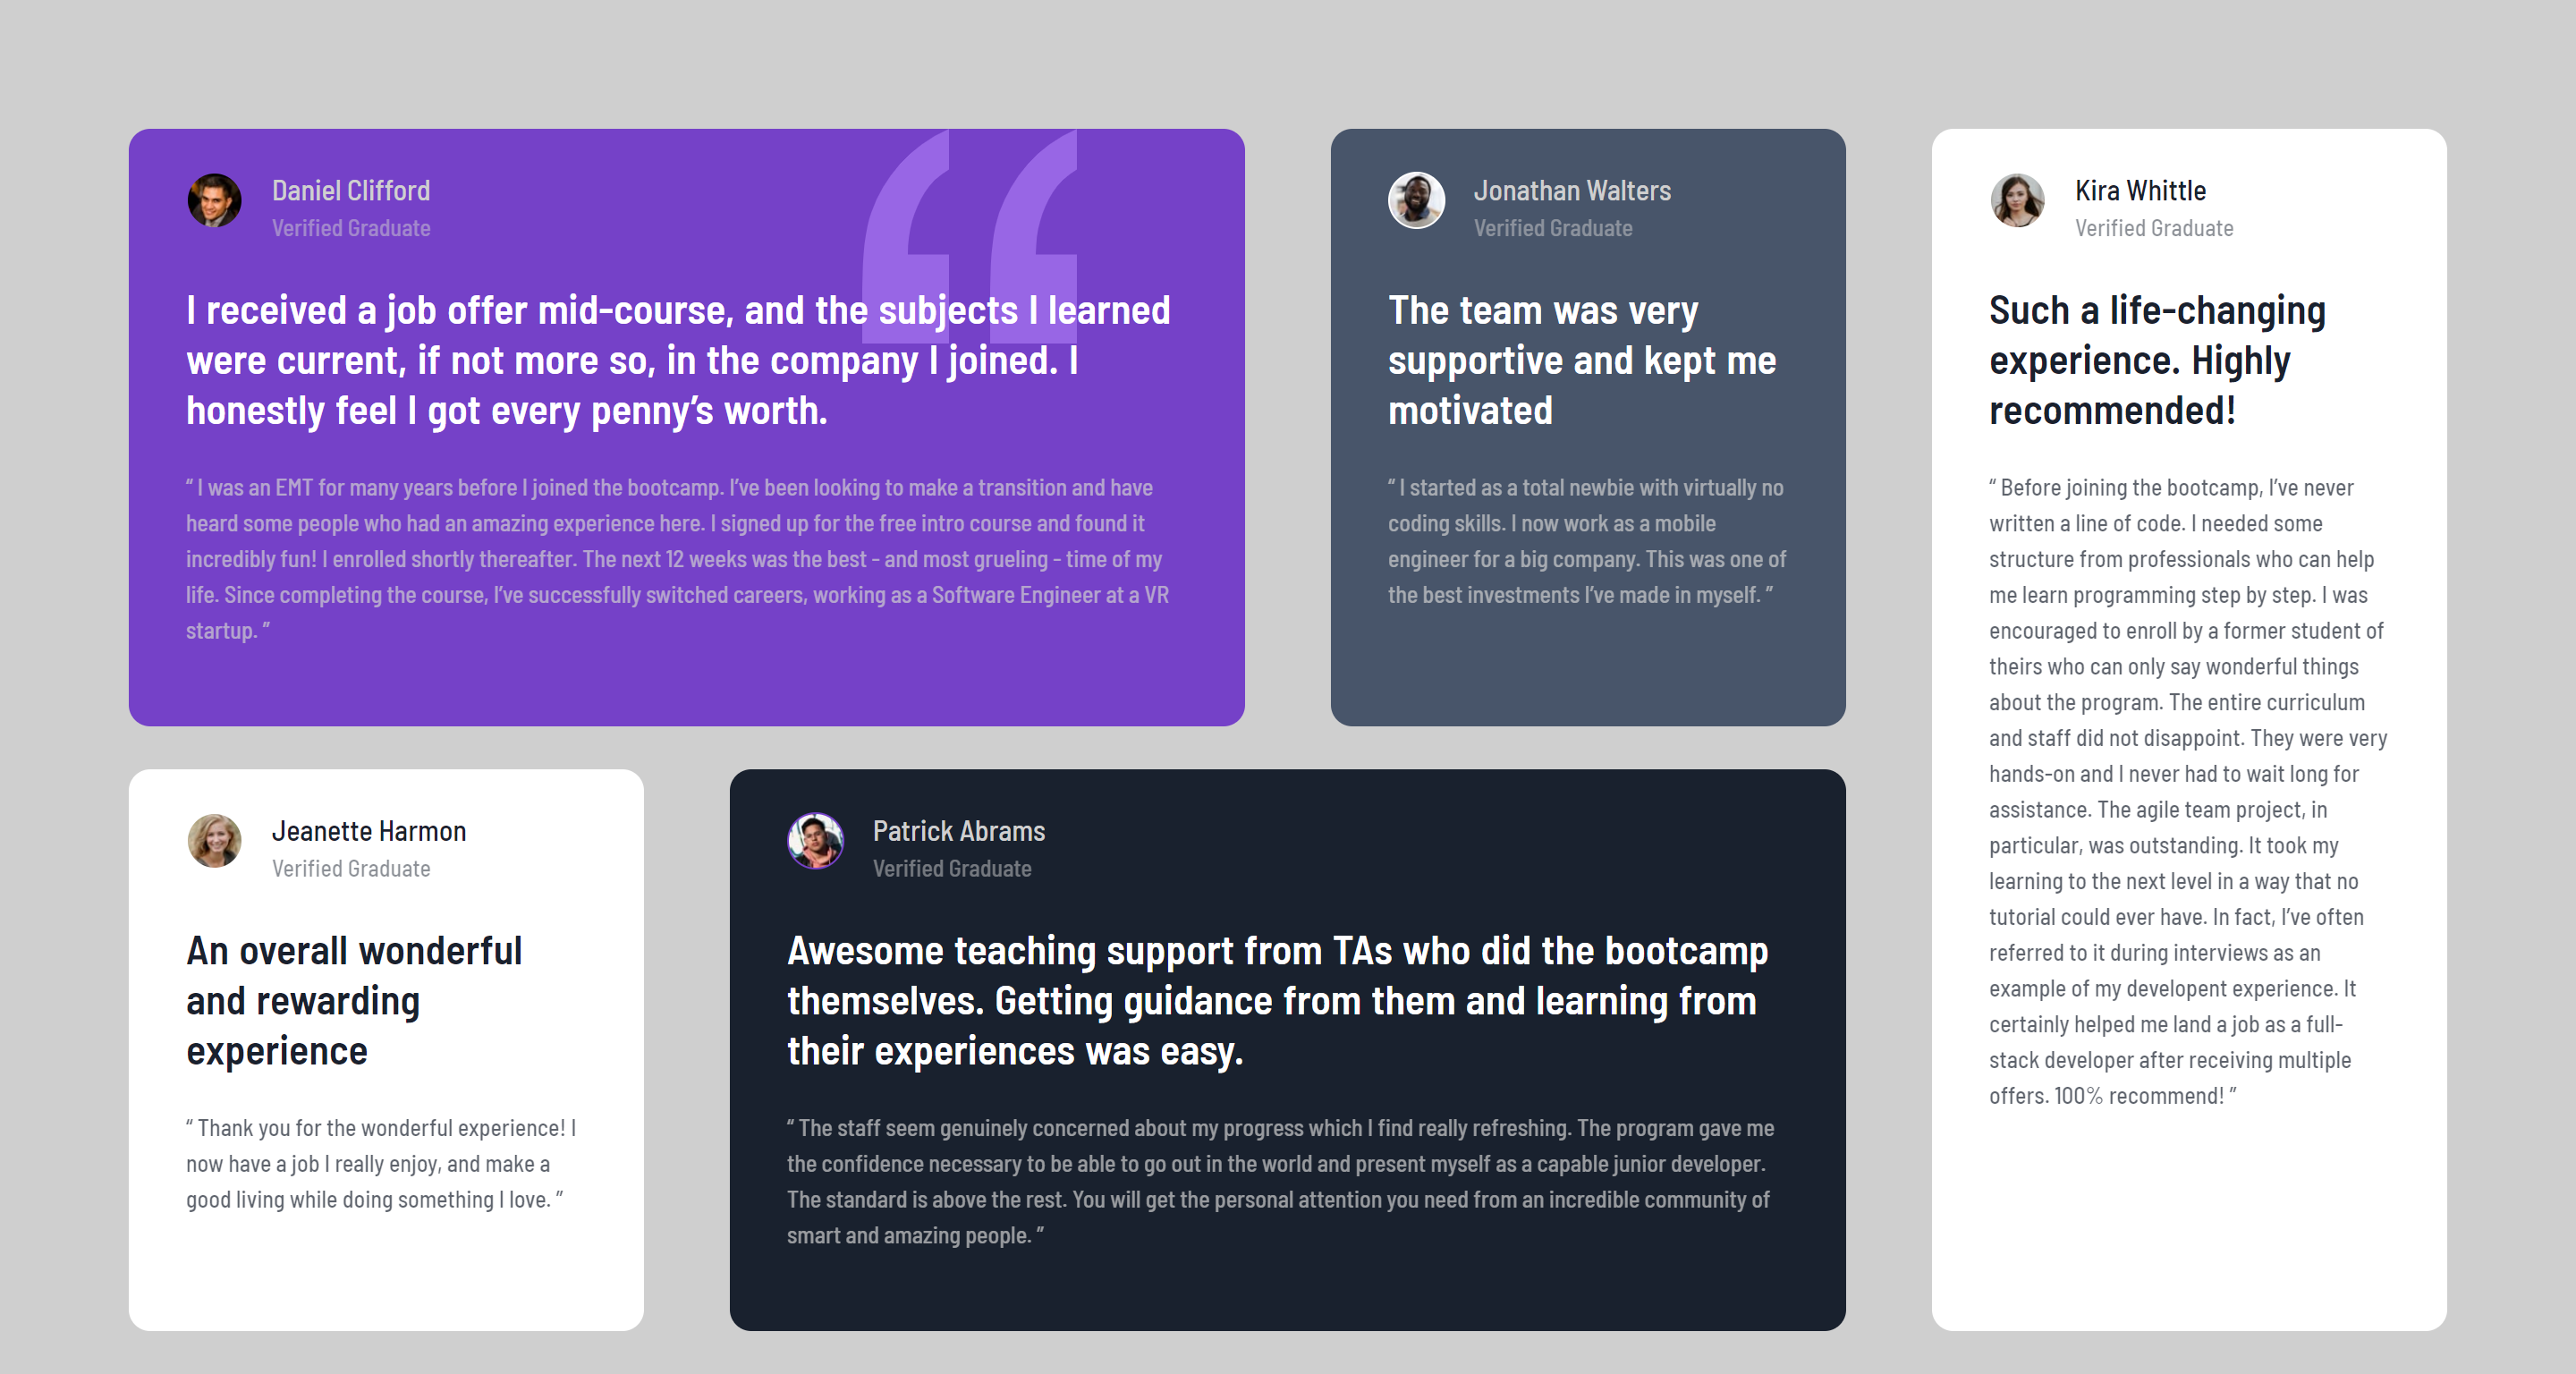 Daniel Clifford
Verified Graduate
I received a job offer mid-course, and the subjects I learned
were current, if not more so, in the company I joined. I
honestly feel I got every penny’s worth.
“ I was an EMT for many years before I joined the bootcamp. I’ve been looking to make a transition and have
heard some people who had an amazing experience here. I signed up for the free intro course and found it
incredibly fun! I enrolled shortly thereafter. The next 12 weeks was the best - and most grueling - time of my
life. Since completing the course, I’ve successfully switched careers, working as a Software Engineer at a VR
startup. ”
Jonathan Walters
Verified Graduate
The team was very
supportive and kept me
motivated
“ I started as a total newbie with virtually no
coding skills. I now work as a mobile
engineer for a big company. This was one of
the best investments I’ve made in myself. ”
Kira Whittle
Verified Graduate
Such a life-changing
experience. Highly
recommended!
“ Before joining the bootcamp, I’ve never
written a line of code. I needed some
structure from professionals who can help
me learn programming step by step. I was
encouraged to enroll by a former student of
theirs who can only say wonderful things
about the program. The entire curriculum
and staff did not disappoint. They were very
hands-on and I never had to wait long for
assistance. The agile team project, in
particular, was outstanding. It took my
learning to the next level in a way that no
tutorial could ever have. In fact, I’ve often
referred to it during interviews as an
example of my developent experience. It
certainly helped me land a job as a full-
stack developer after receiving multiple
offers. 100% recommend! ”
Jeanette Harmon
Verified Graduate
An overall wonderful
and rewarding
experience
“ Thank you for the wonderful experience! I
now have a job I really enjoy, and make a
good living while doing something I love. ”
Patrick Abrams
Verified Graduate
Awesome teaching support from TAs who did the bootcamp
themselves. Getting guidance from them and learning from
their experiences was easy.
“ The staff seem genuinely concerned about my progress which I find really refreshing. The program gave me
the confidence necessary to be able to go out in the world and present myself as a capable junior developer.
The standard is above the rest. You will get the personal attention you need from an incredible community of
smart and amazing people. ”